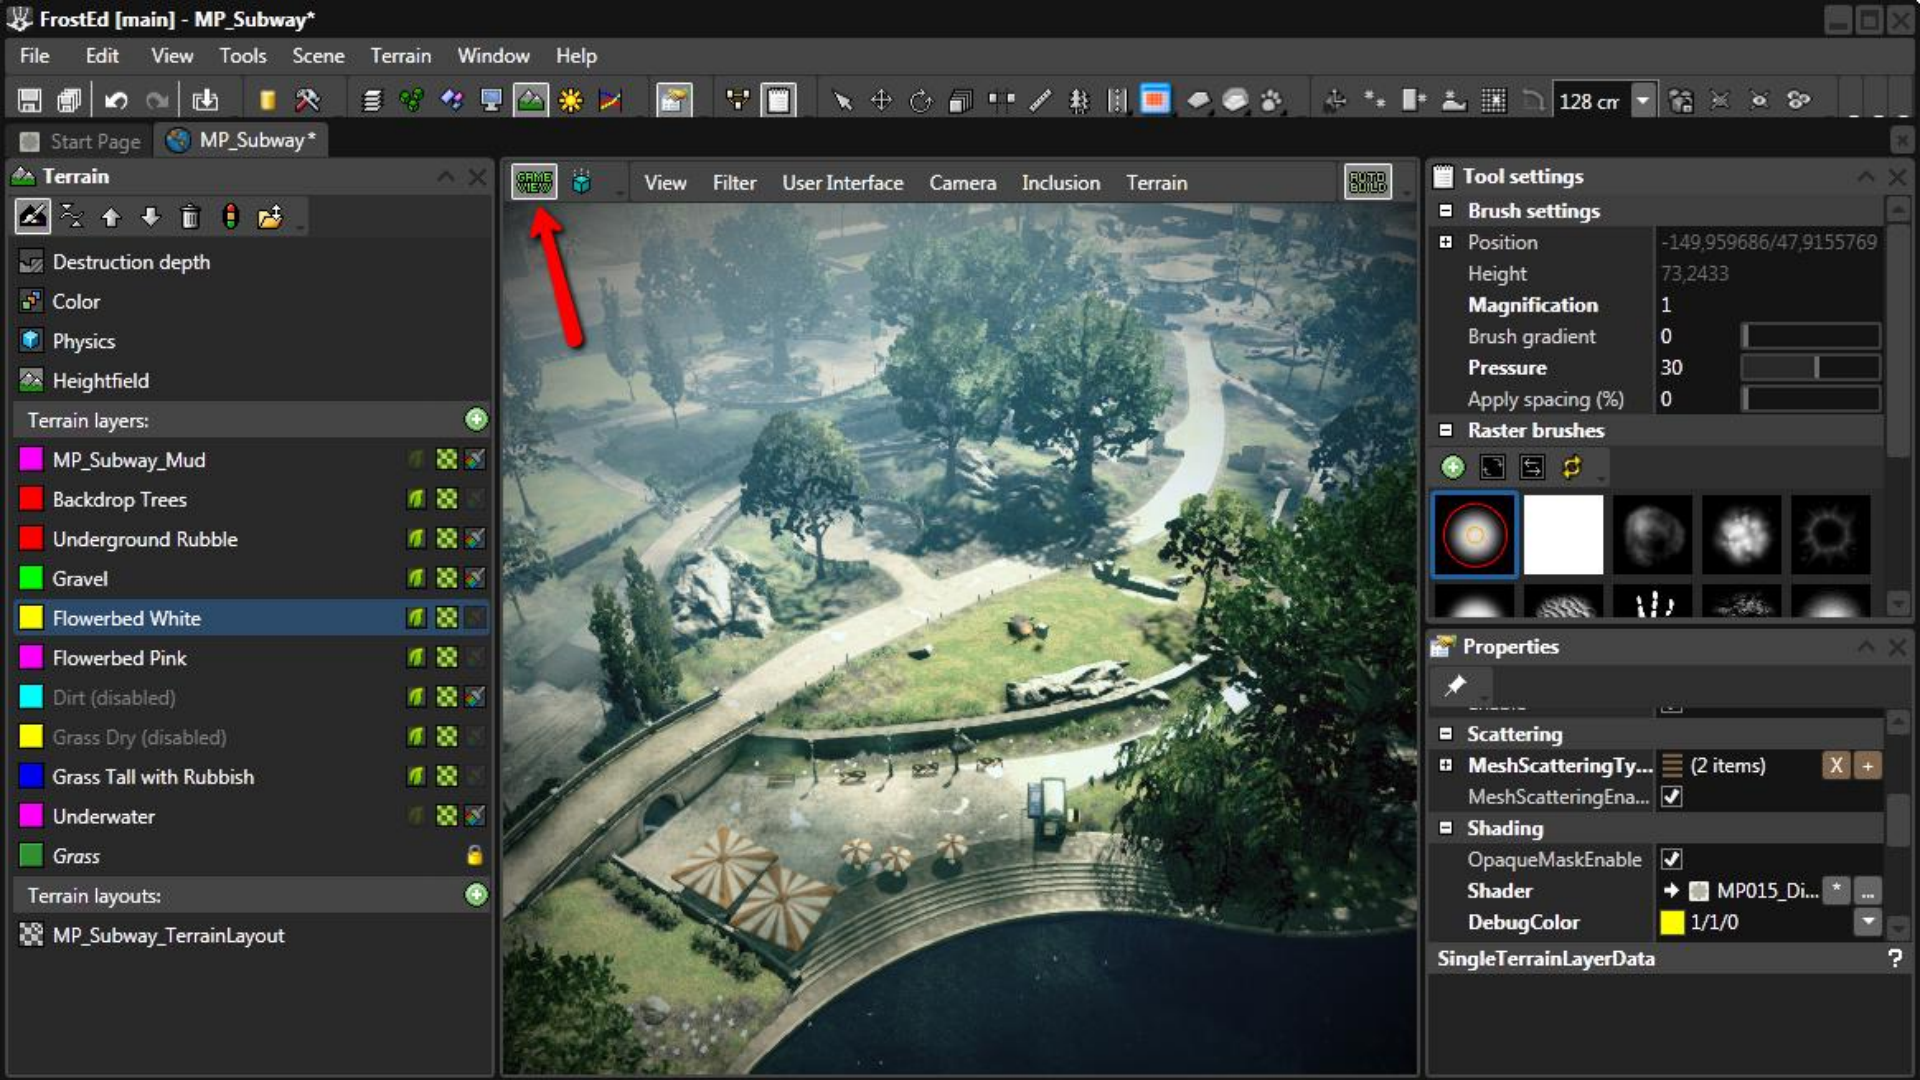 FrostEd [main] - MP_Subway*
File Edit View Tools Scene Terrain Window Help
128 cm
Start Page MP_Subway*
Terrain
Destruction depth
Color
Physics
Heightfield
Terrain layers:
MP_Subway_Mud
Backdrop Trees
Underground Rubble
Gravel
Flowerbed White
Flowerbed Pink
Dirt (disabled)
Grass Dry (disabled)
Grass Tall with Rubbish
Underwater
Grass
Terrain layouts:
MP_Subway_TerrainLayout
GAME VIEW View Filter User Interface Camera Inclusion Terrain AUTO BUILD
Tool settings
Brush settings
Position -149,959686/47,9155769
Height 73,2433
Magnification 1
Brush gradient 0
Pressure 30
Apply spacing (%) 0
Raster brushes
Properties
Scattering
MeshScatteringTy... (2 items) X +
MeshScatteringEna...
Shading
OpaqueMaskEnable
Shader MP015_Di... * ...
DebugColor 1/1/0
SingleTerrainLayerData ?